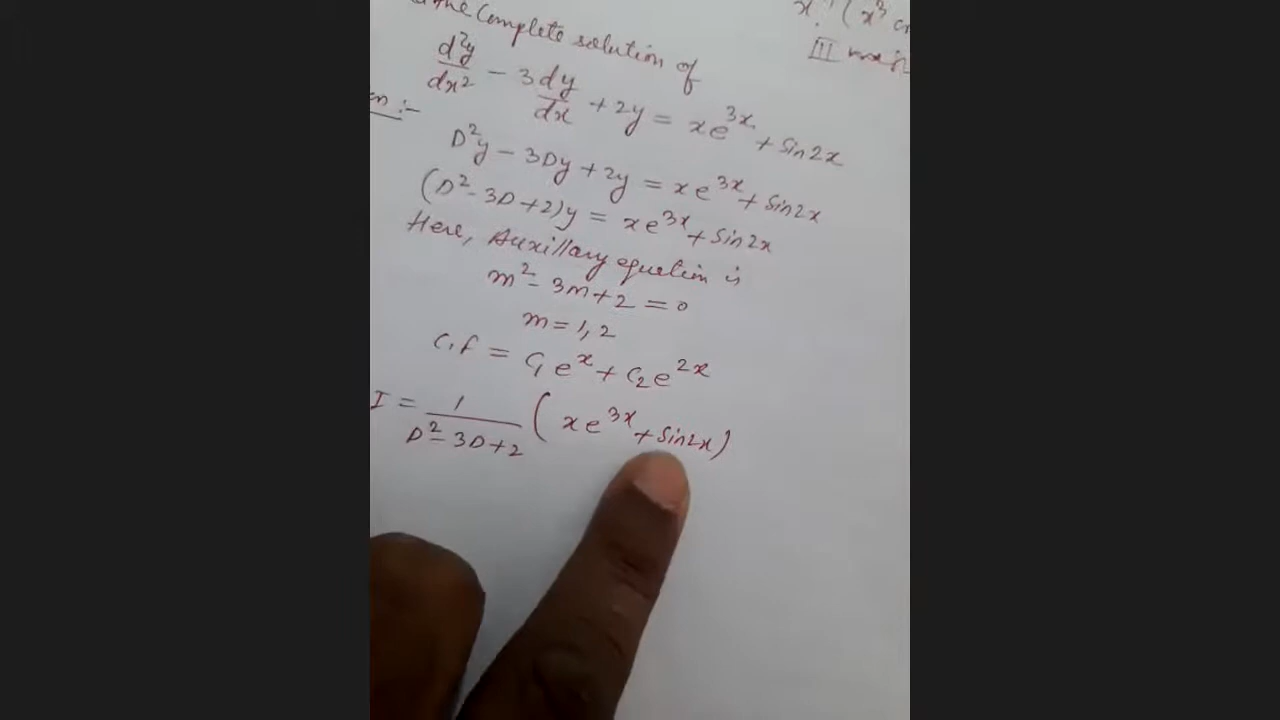 the Complete solution of
d²y/dx² - 3 dy/dx + 2y = xe^3x + Sin2x
D²y - 3Dy + 2y = xe^3x + Sin2x
(D² - 3D + 2)y = xe^3x + Sin2x
Here, Auxillary equation is
m² - 3m + 2 = 0
m = 1, 2
C.f = C₁e^x + C₂e^2x
I = 1/(D² - 3D + 2) (xe^3x + Sin2x)
x. (x³
III